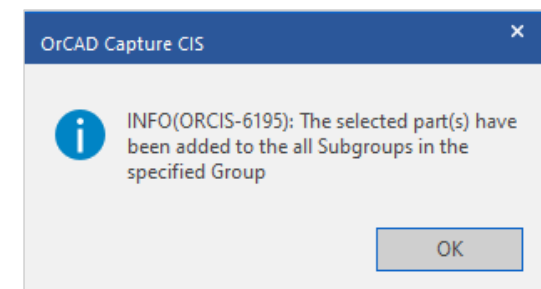 OrCAD Capture CIS
INFO(ORCIS-6195): The selected part(s) have
been added to the all Subgroups in the
specified Group
OK